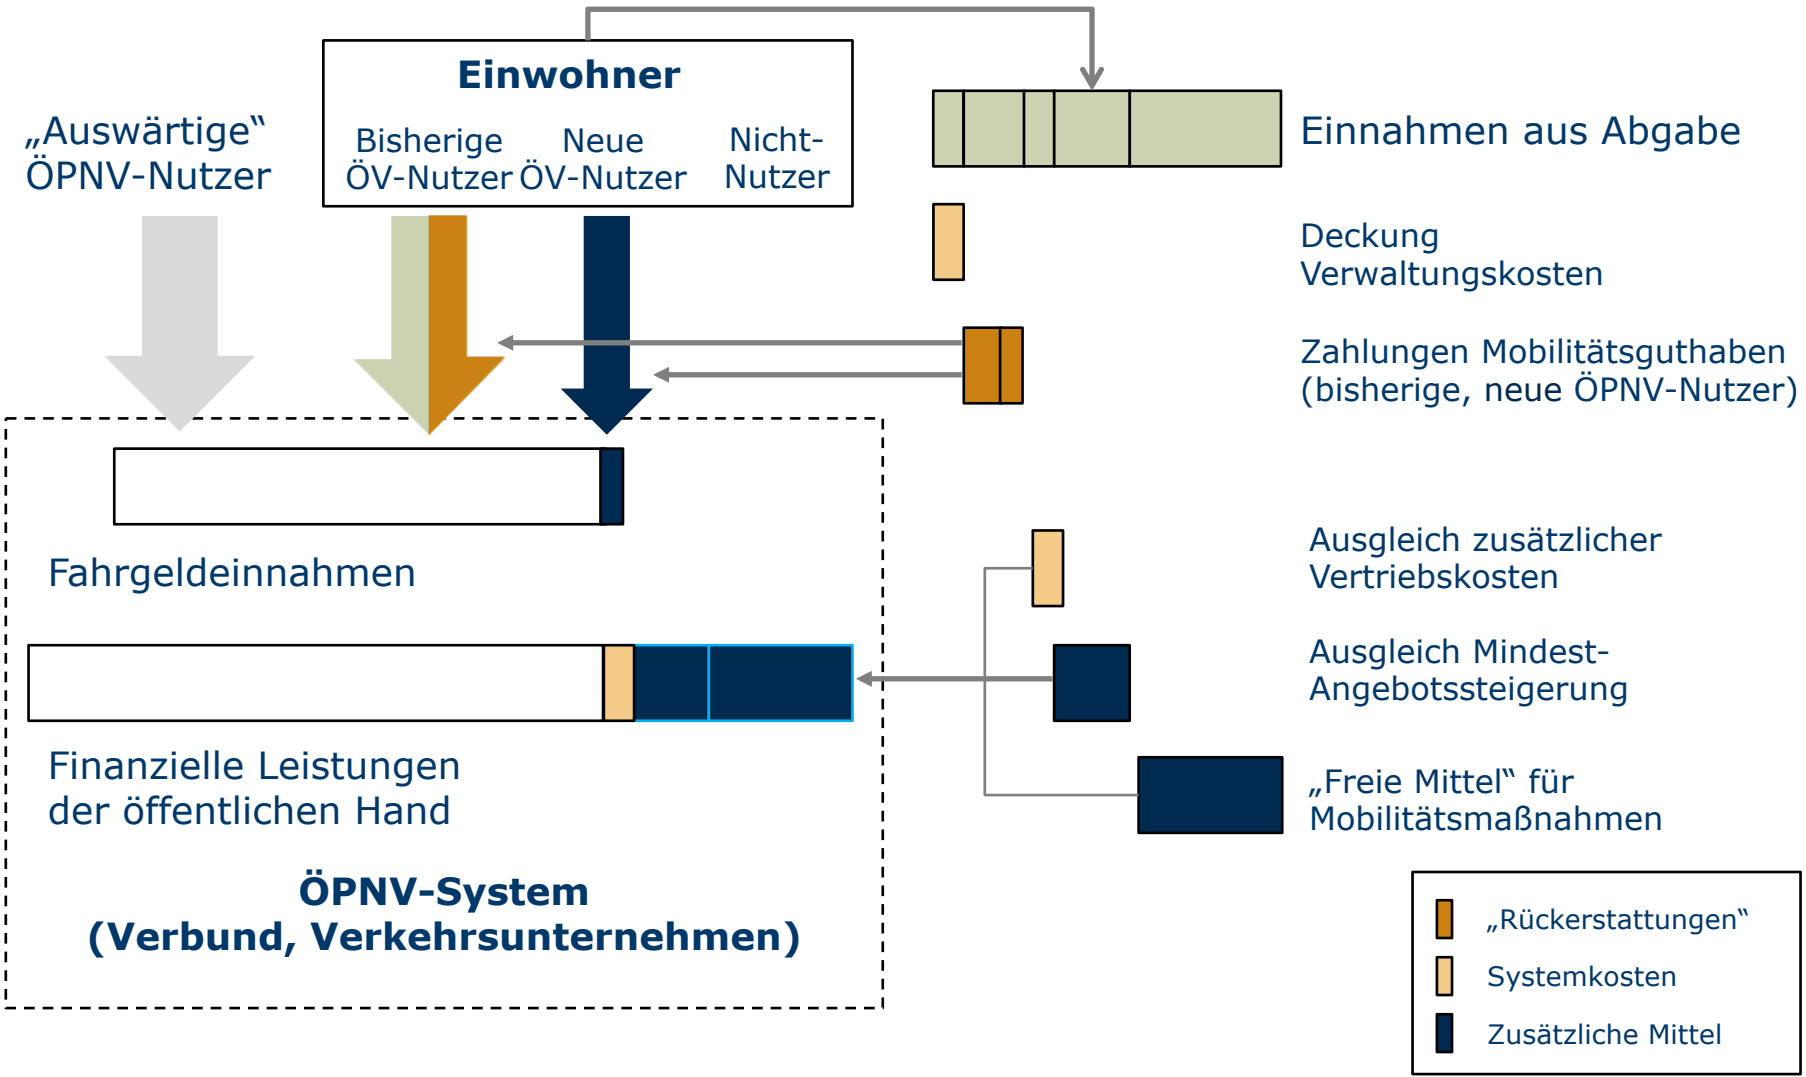 Einwohner
„Auswärtige“
ÖPNV-Nutzer
Bisherige
ÖV-Nutzer
Neue
ÖV-Nutzer
Nicht-
Nutzer
Einnahmen aus Abgabe
Deckung
Verwaltungskosten
Zahlungen Mobilitätsguthaben
(bisherige, neue ÖPNV-Nutzer)
Fahrgeldeinnahmen
Ausgleich zusätzlicher
Vertriebskosten
Ausgleich Mindest-
Angebotssteigerung
Finanzielle Leistungen
der öffentlichen Hand
„Freie Mittel“ für
Mobilitätsmaßnahmen
ÖPNV-System
(Verbund, Verkehrsunternehmen)
„Rückerstattungen“
Systemkosten
Zusätzliche Mittel